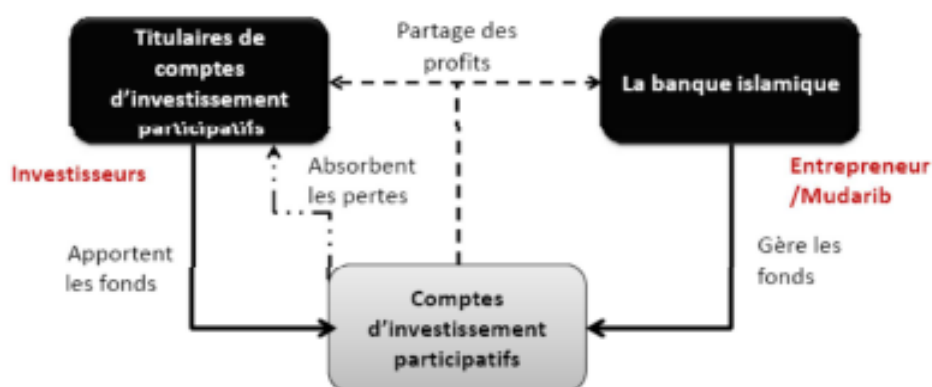 Titulaires de
comptes
d'investissement
participatifs
Partage des
profits
La banque islamique
Investisseurs
Absorbent
les pertes
Entrepreneur
/Mudarib
Apportent
les fonds
Gère les
fonds
Comptes
d'investissement
participatifs